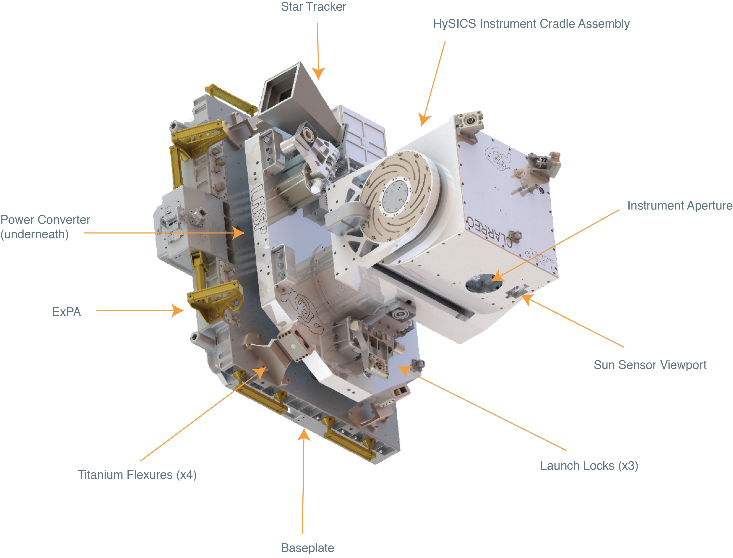 Star Tracker
HySICS Instrument Cradle Assembly
Instrument Aperture
Power Converter
(underneath)
CLARREO
ExPA
Sun Sensor Viewport
Titanium Flexures (x4)
Launch Locks (x3)
Baseplate